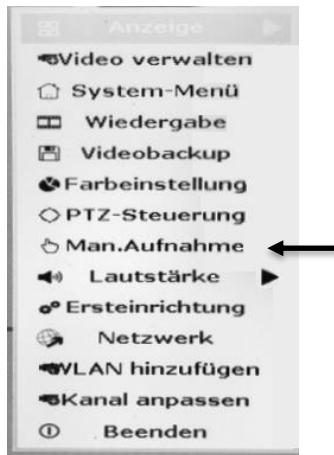 Anzeige
Video verwalten
System-Menü
Wiedergabe
Videobackup
Farbeinstellung
PTZ-Steuerung
Man.Aufnahme
Lautstärke
Ersteinrichtung
Netzwerk
WLAN hinzufügen
Kanal anpassen
Beenden